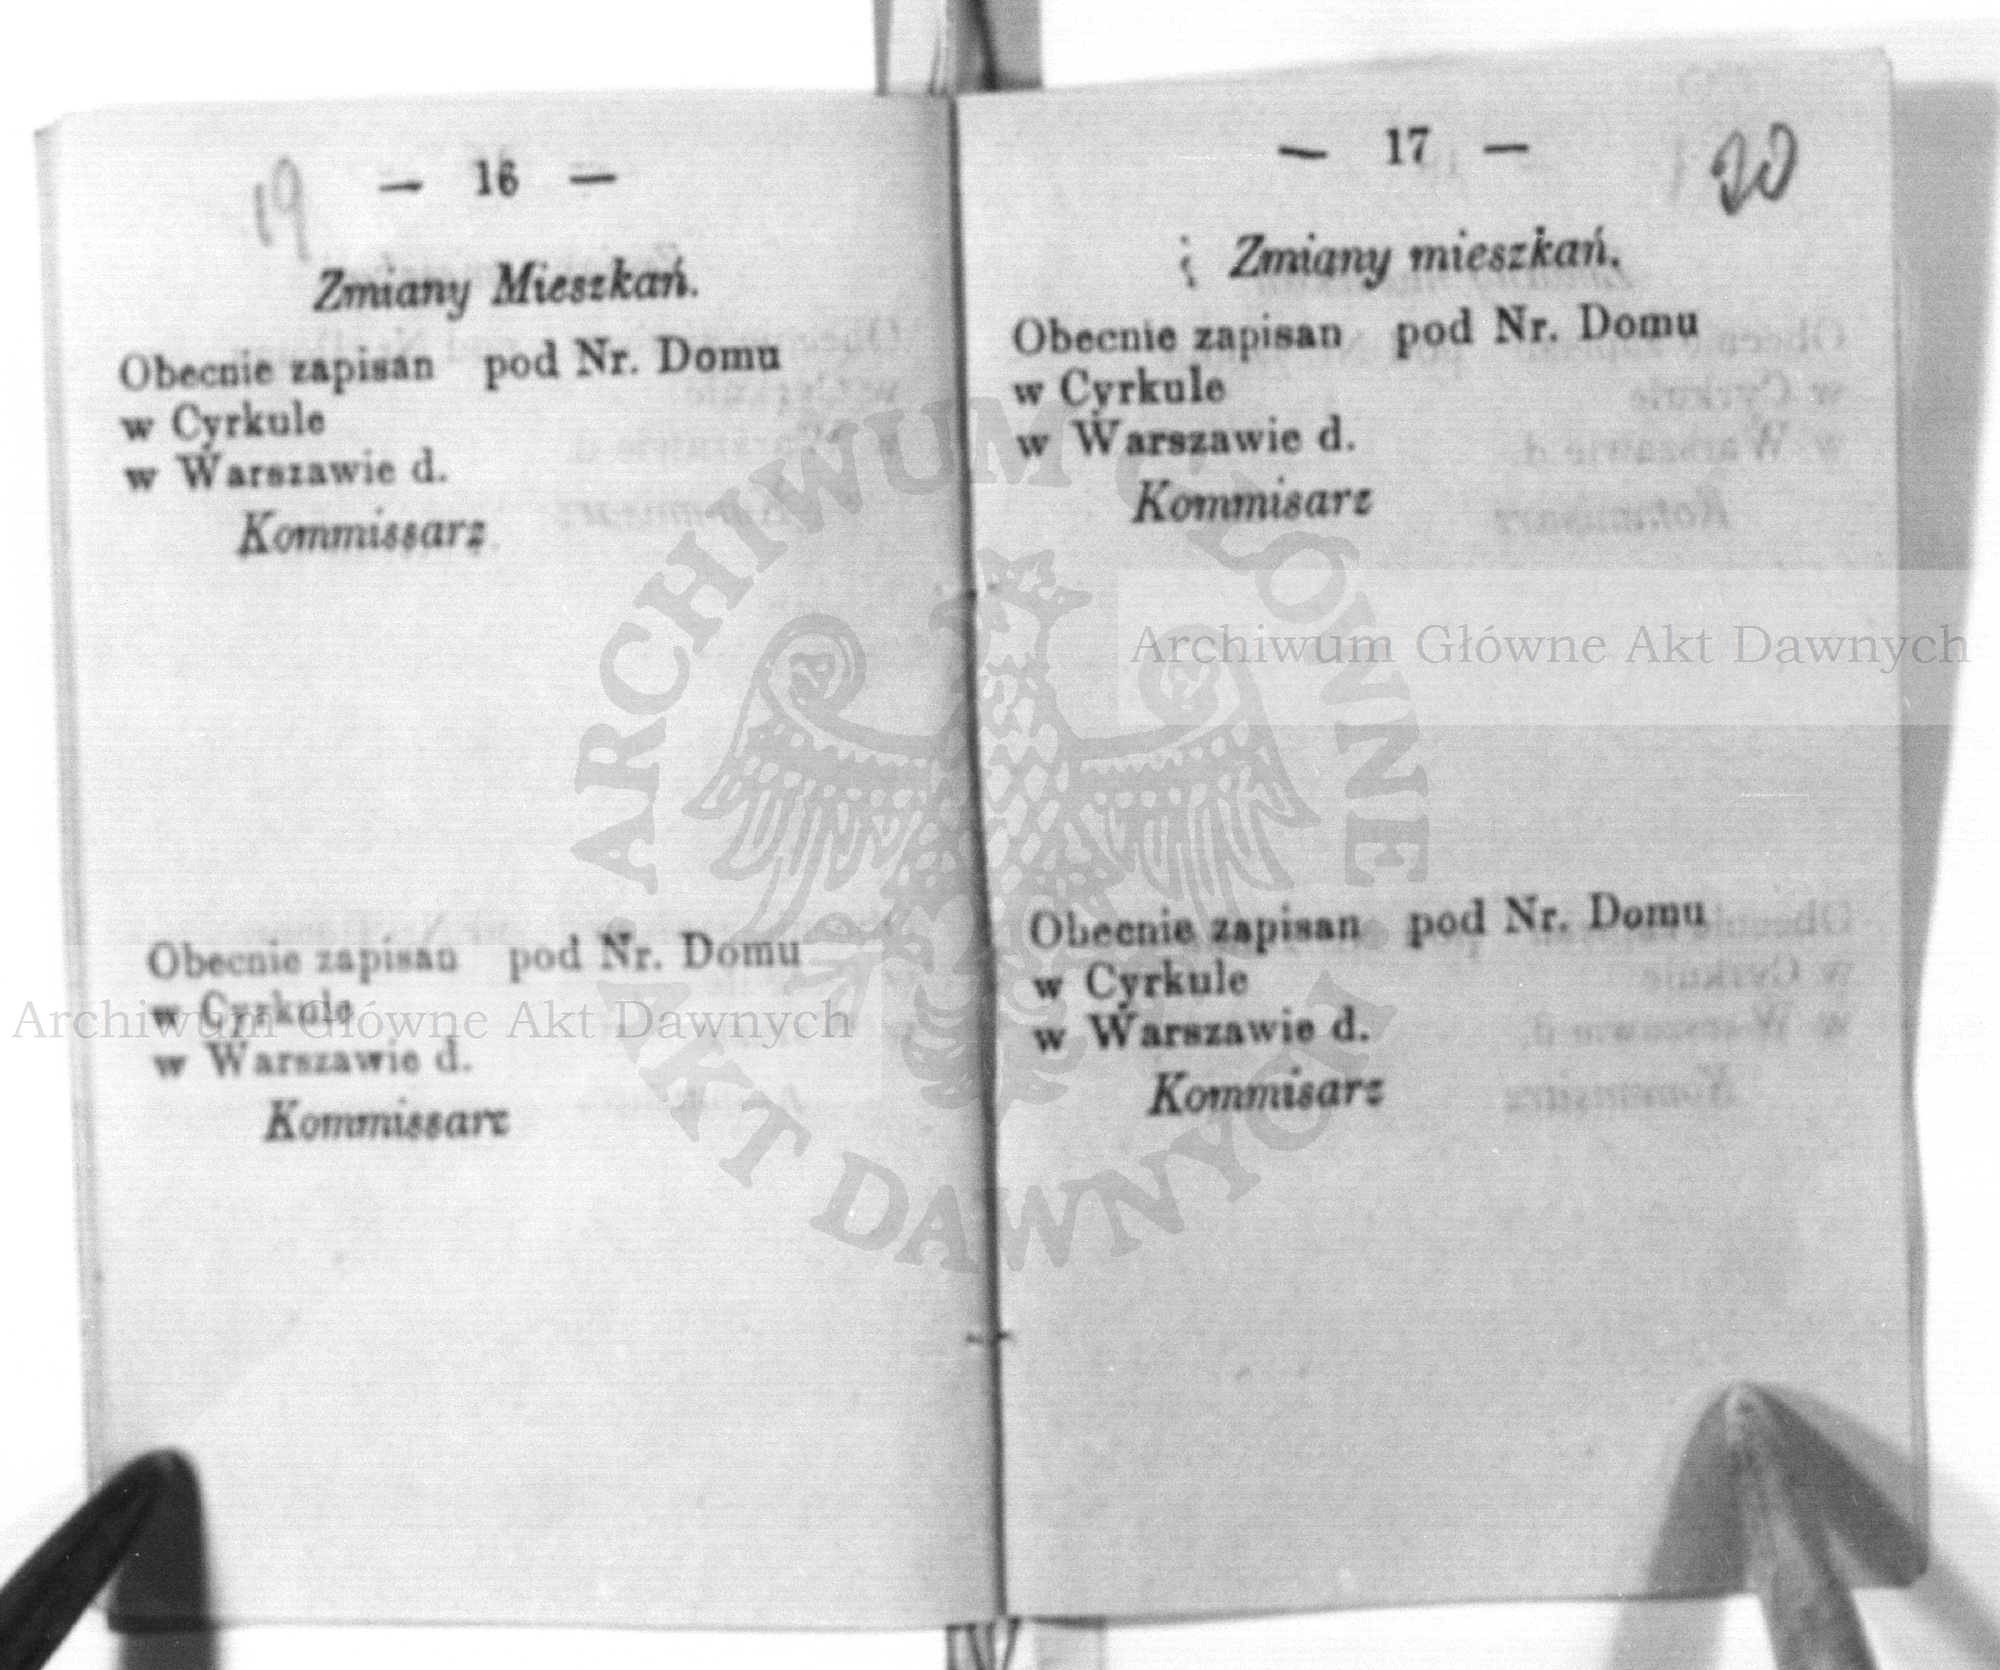 19
— 16 —
Zmiany Mieszkań.
Obecnie zapisan pod Nr. Domu
w Cyrkule
w Warszawie d.
Kommissarz
Obecnie zapisan pod Nr. Domu
w Cyrkule
w Warszawie d.
Kommissarz
— 17 —
20
Zmiany mieszkań.
Obecnie zapisan pod Nr. Domu
w Cyrkule
w Warszawie d.
Kommisarz
Obecnie zapisan pod Nr. Domu
w Cyrkule
w Warszawie d.
Kommisarz
ARCHIWUM GŁÓWNE AKT DAWNYCH
Archiwum Główne Akt Dawnych
Archiwum Główne Akt Dawnych